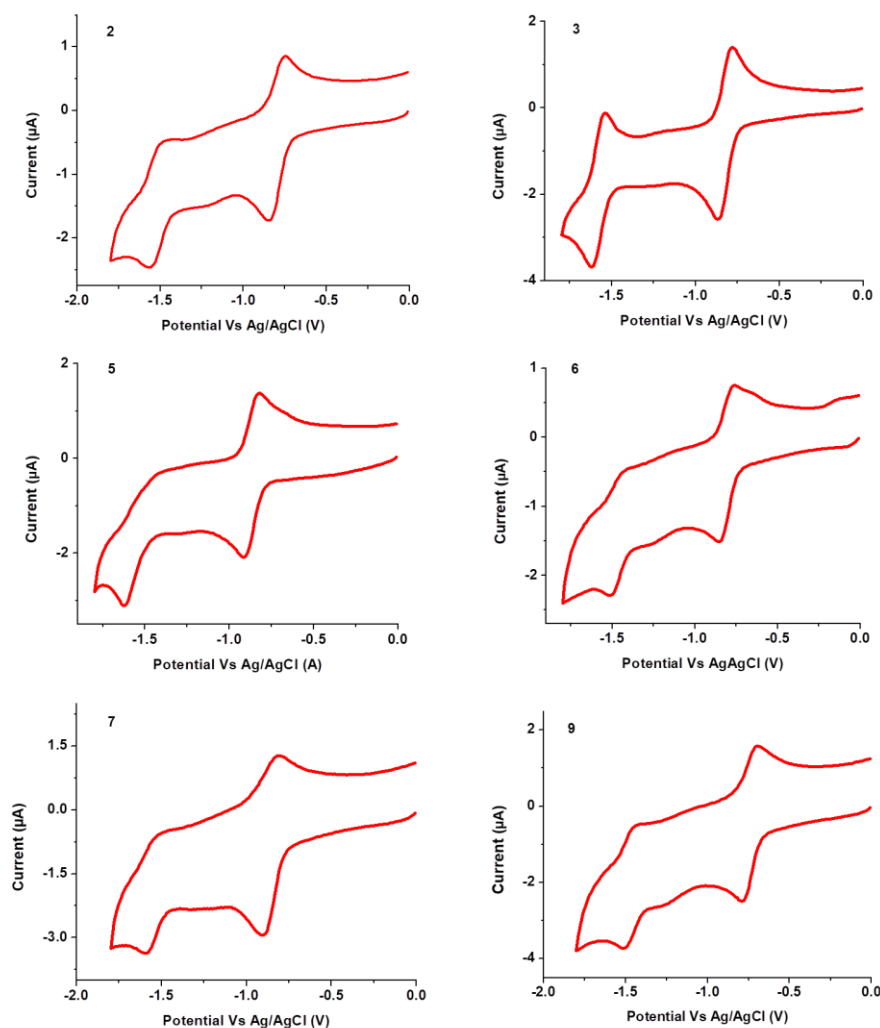 2
1
0
-1
-2
Current (µA)
-2.0 -1.5 -1.0 -0.5 0.0
Potential Vs Ag/AgCl (V)
3
2
0
-2
-4
Current (µA)
-1.5 -1.0 -0.5 0.0
Potential Vs Ag/AgCl (V)
5
2
0
-2
Current (µA)
-1.5 -1.0 -0.5 0.0
Potential Vs Ag/AgCl (A)
6
1
0
-1
-2
Current (µA)
-2.0 -1.5 -1.0 -0.5 0.0
Potential Vs AgAgCl (V)
7
1.5
0.0
-1.5
-3.0
Current (µA)
-2.0 -1.5 -1.0 -0.5 0.0
Potential Vs Ag/AgCl (V)
9
2
0
-2
-4
Current (µA)
-2.0 -1.5 -1.0 -0.5 0.0
Potential Vs Ag/AgCl (V)